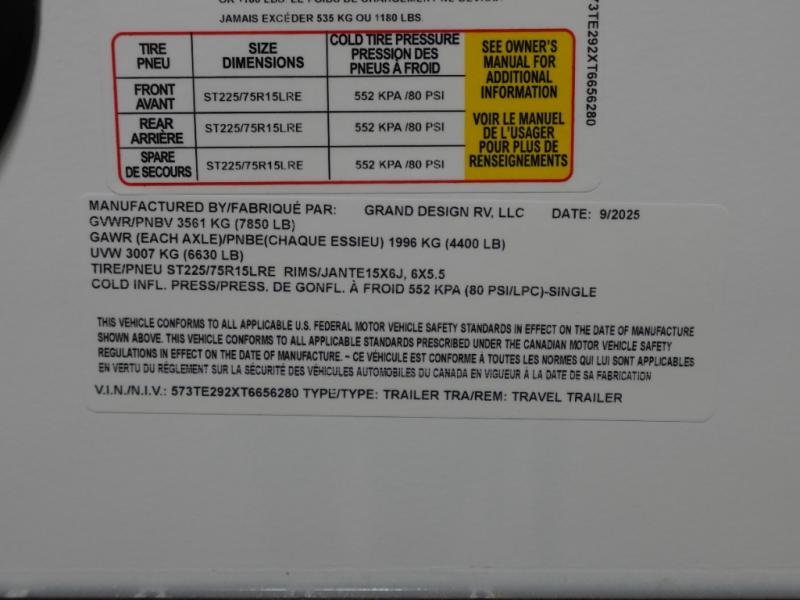 JAMAIS EXCÉDER 535 KG OU 1180 LBS.
TIRE PNEU SIZE DIMENSIONS COLD TIRE PRESSURE PRESSION DES PNEUS À FROID
FRONT AVANT ST225/75R15LRE 552 KPA /80 PSI
REAR ARRIÈRE ST225/75R15LRE 552 KPA /80 PSI
SPARE DE SECOURS ST225/75R15LRE 552 KPA /80 PSI
SEE OWNER'S
MANUAL FOR
ADDITIONAL
INFORMATION
VOIR LE MANUEL
DE L'USAGER
POUR PLUS DE
RENSEIGNEMENTS
573TE292XT6656280
MANUFACTURED BY/FABRIQUÉ PAR: GRAND DESIGN RV, LLC DATE: 9/2025
GVWR/PNBV 3561 KG (7850 LB)
GAWR (EACH AXLE)/PNBE(CHAQUE ESSIEU) 1996 KG (4400 LB)
UVW 3007 KG (6630 LB)
TIRE/PNEU ST225/75R15LRE RIMS/JANTE15X6J, 6X5.5
COLD INFL. PRESS/PRESS. DE GONFL. À FROID 552 KPA (80 PSI/LPC)-SINGLE
THIS VEHICLE CONFORMS TO ALL APPLICABLE U.S. FEDERAL MOTOR VEHICLE SAFETY STANDARDS IN EFFECT ON THE DATE OF MANUFACTURE
SHOWN ABOVE. THIS VEHICLE CONFORMS TO ALL APPLICABLE STANDARDS PRESCRIBED UNDER THE CANADIAN MOTOR VEHICLE SAFETY
REGULATIONS IN EFFECT ON THE DATE OF MANUFACTURE. ~ CE VÉHICULE EST CONFORME À TOUTES LES NORMES QUI LUI SONT APPLICABLES
EN VERTU DU RÈGLEMENT SUR LA SÉCURITÉ DES VÉHICULES AUTOMOBILES DU CANADA EN VIGUEUR À LA DATE DE SA FABRICATION
V.I.N./N.I.V.: 573TE292XT6656280 TYPE/TYPE: TRAILER TRA/REM: TRAVEL TRAILER